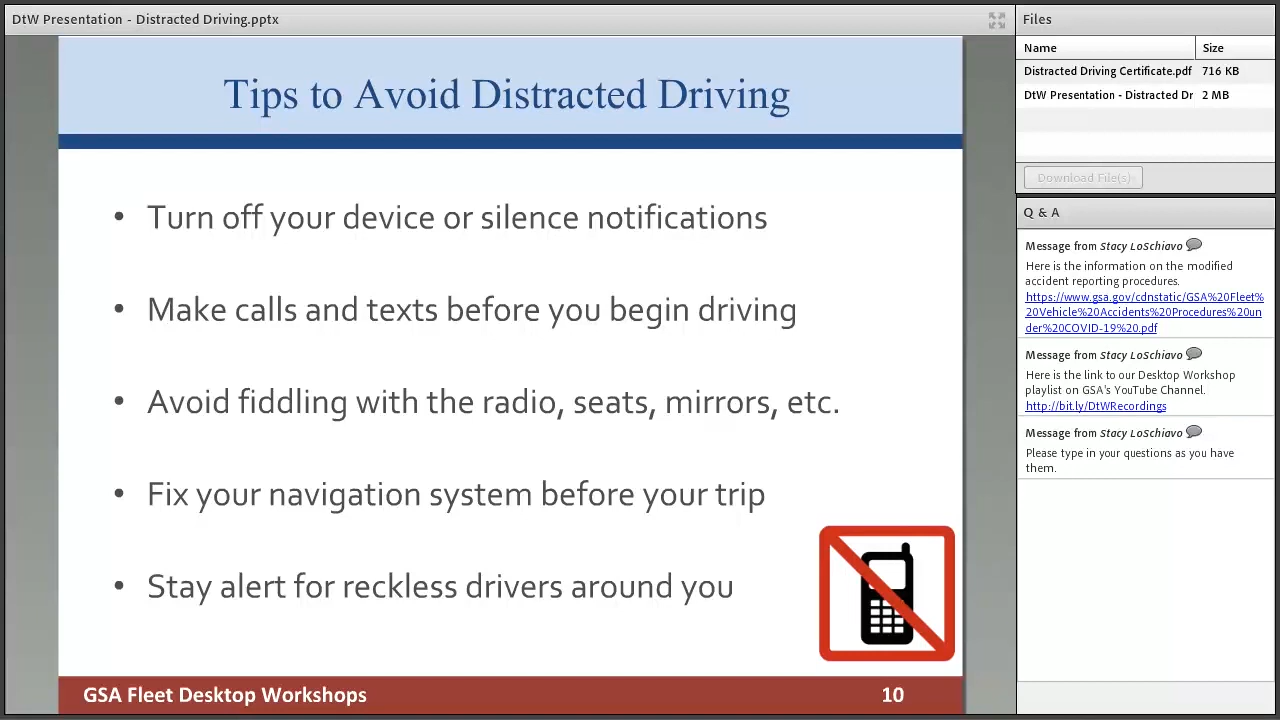 DtW Presentation - Distracted Driving.pptx
Tips to Avoid Distracted Driving
• Turn off your device or silence notifications
• Make calls and texts before you begin driving
• Avoid fiddling with the radio, seats, mirrors, etc.
• Fix your navigation system before your trip
• Stay alert for reckless drivers around you
GSA Fleet Desktop Workshops 10
Files
Name Size
Distracted Driving Certificate.pdf 716 KB
DtW Presentation - Distracted Dr 2 MB
Download File(s)
Q & A
Message from Stacy LoSchiavo
Here is the information on the modified
accident reporting procedures.
https://www.gsa.gov/cdnstatic/GSA%20Fleet%
20Vehicle%20Accidents%20Procedures%20un
der%20COVID-19%20.pdf
Message from Stacy LoSchiavo
Here is the link to our Desktop Workshop
playlist on GSA's YouTube Channel.
http://bit.ly/DtWRecordings
Message from Stacy LoSchiavo
Please type in your questions as you have
them.